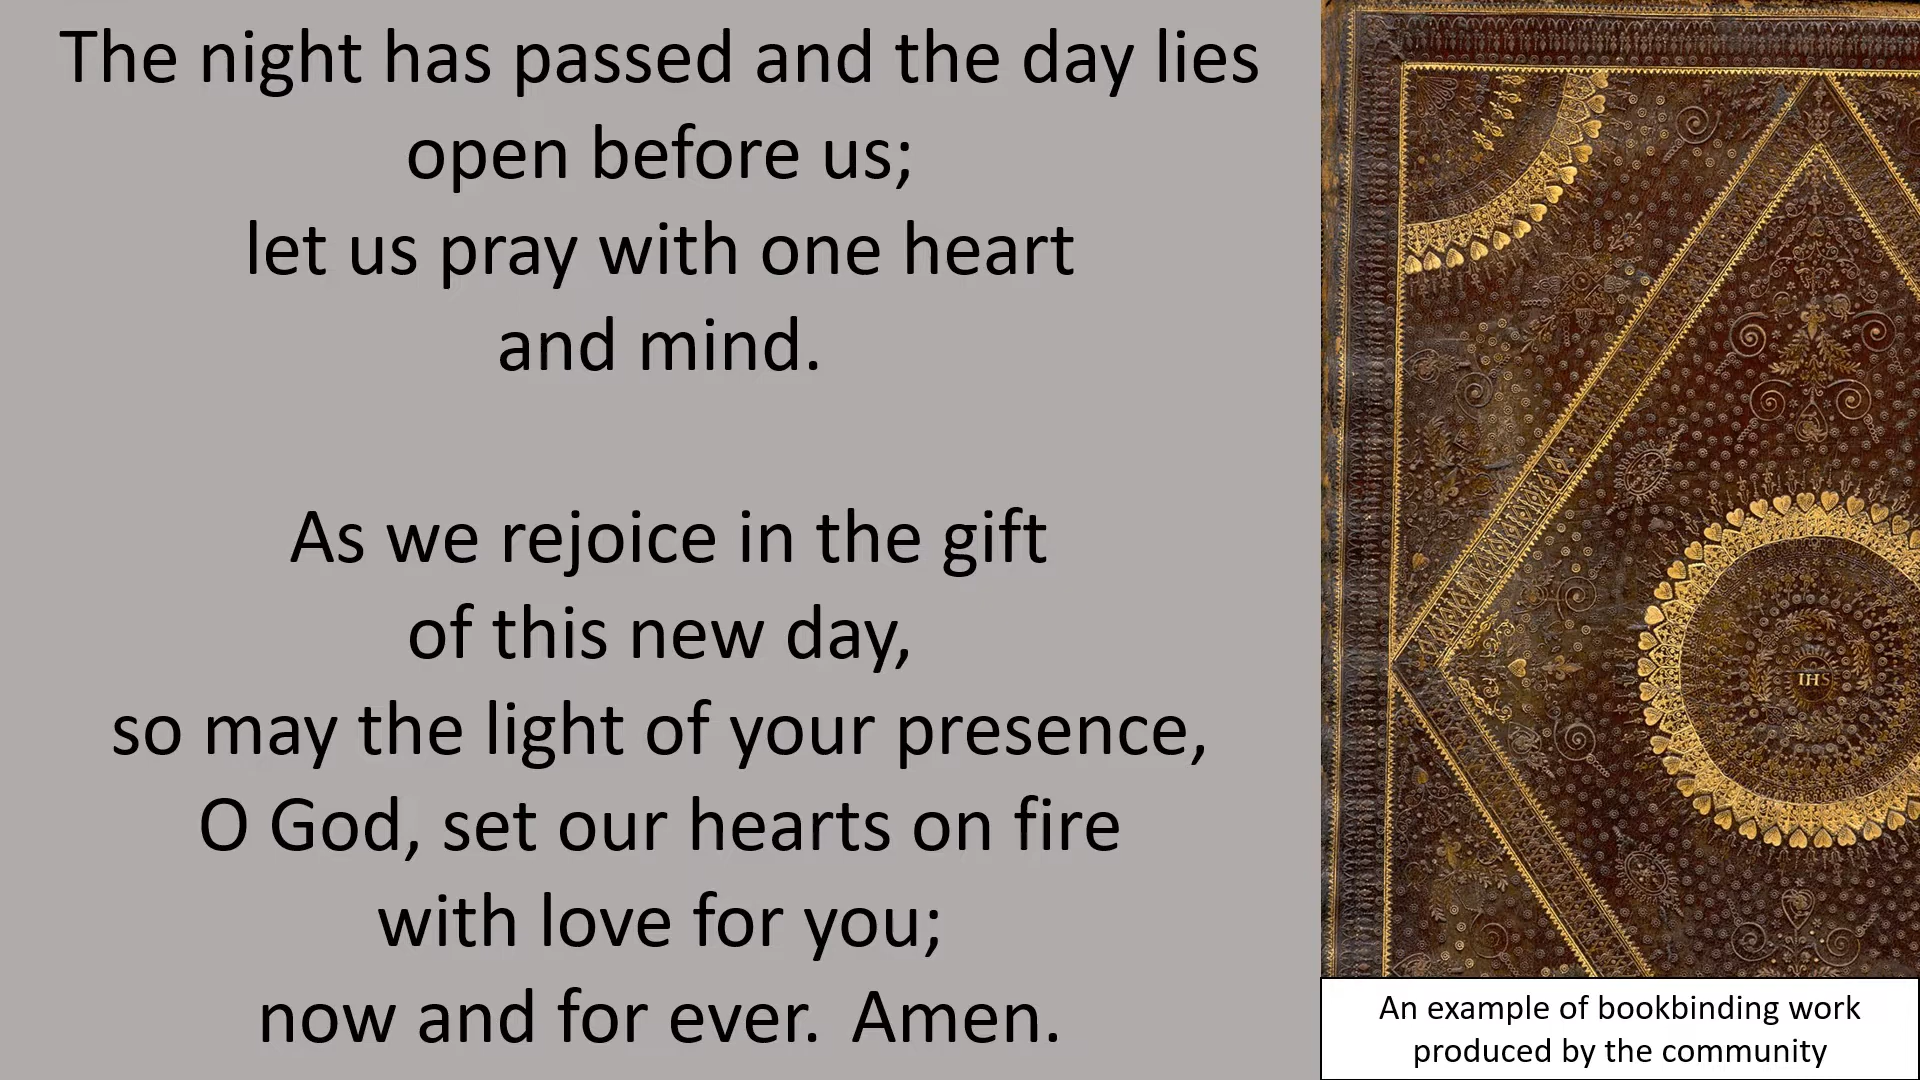 The night has passed and the day lies
open before us;
let us pray with one heart
and mind.
As we rejoice in the gift
of this new day,
so may the light of your presence,
O God, set our hearts on fire
with love for you;
now and for ever. Amen.
IHS
An example of bookbinding work
produced by the community